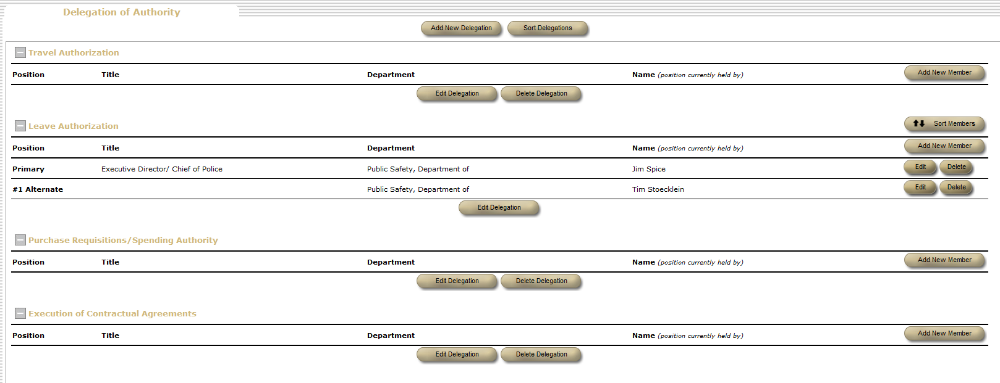 Delegation of Authority
Add New Delegation Sort Delegations
Travel Authorization
Position Title Department Name (position currently held by) Add New Member
Edit Delegation Delete Delegation
Leave Authorization Sort Members
Position Title Department Name (position currently held by) Add New Member
Primary Executive Director/ Chief of Police Public Safety, Department of Jim Spice Edit Delete
#1 Alternate Public Safety, Department of Tim Stoecklein Edit Delete
Edit Delegation
Purchase Requisitions/Spending Authority
Position Title Department Name (position currently held by) Add New Member
Edit Delegation Delete Delegation
Execution of Contractual Agreements
Position Title Department Name (position currently held by) Add New Member
Edit Delegation Delete Delegation